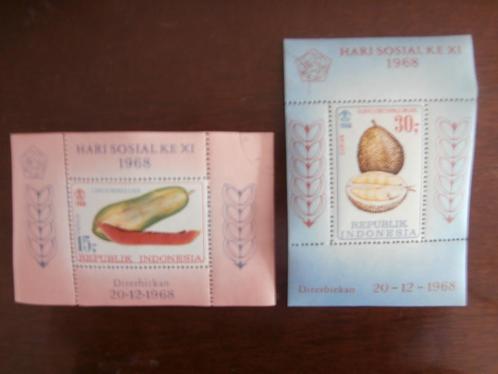 HARI SOSIAL KE XI
1968
15,-
REPUBLIK INDONESIA
Diterbitkan
20-12-1968
HARI SOSIAL KE XI
1968
30,-
1968
REPUBLIK
INDONESIA
Diterbitkan 20-12-1968